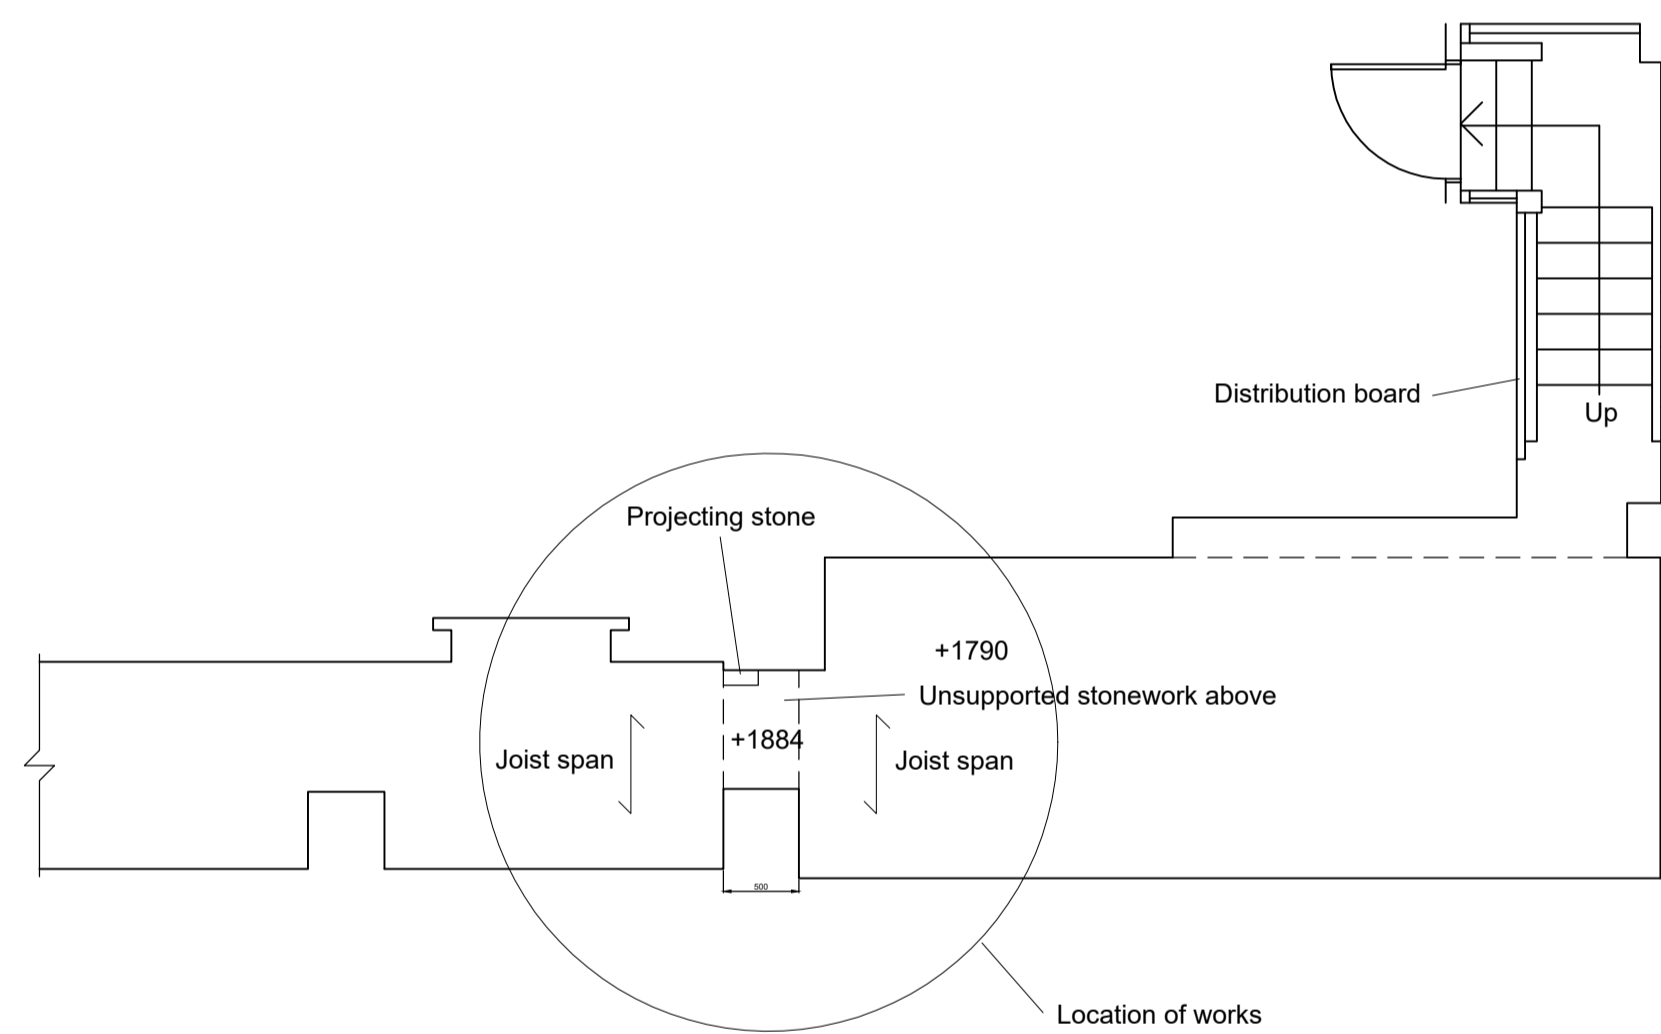 Distribution board
Up
Projecting stone
+1790
Unsupported stonework above
+1884
Joist span
Joist span
500
Location of works